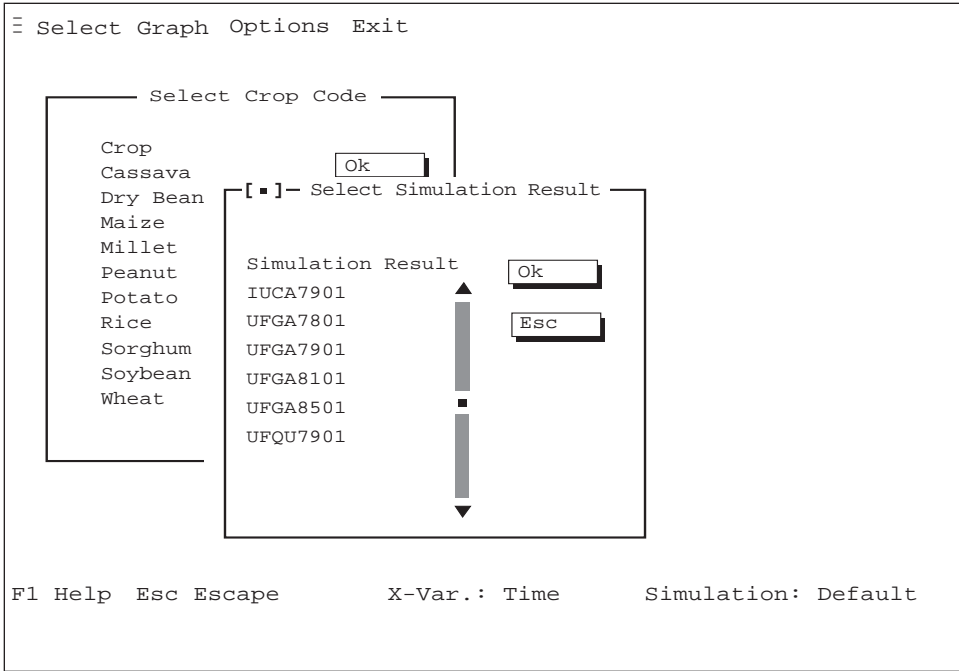 Select Graph Options Exit
Select Crop Code
Crop
Cassava
Dry Bean
Maize
Millet
Peanut
Potato
Rice
Sorghum
Soybean
Wheat
Ok
[▪] Select Simulation Result
Simulation Result
IUCA7901
UFGA7801
UFGA7901
UFGA8101
UFGA8501
UFQU7901
Ok
Esc
F1 Help Esc Escape X-Var.: Time Simulation: Default